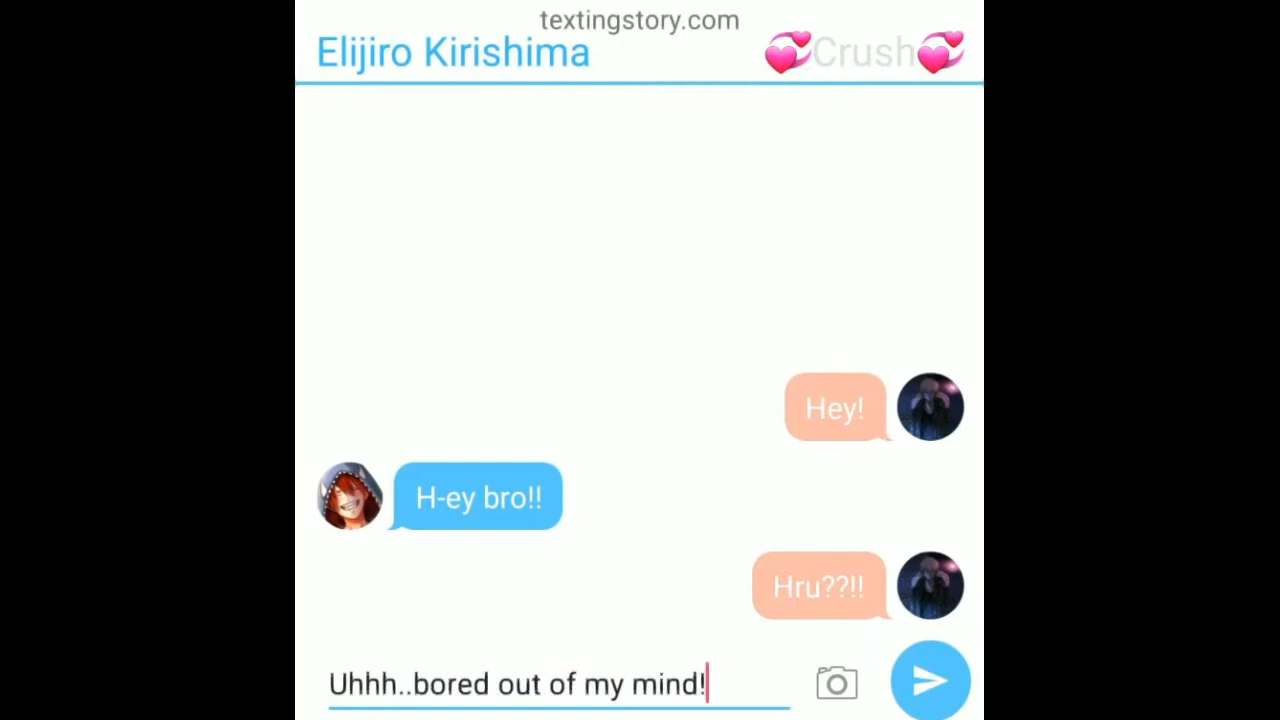 textingstory.com
Elijiro Kirishima 💞Crush💞
Hey!
H-ey bro!!
Hru??!!
Uhhh..bored out of my mind!